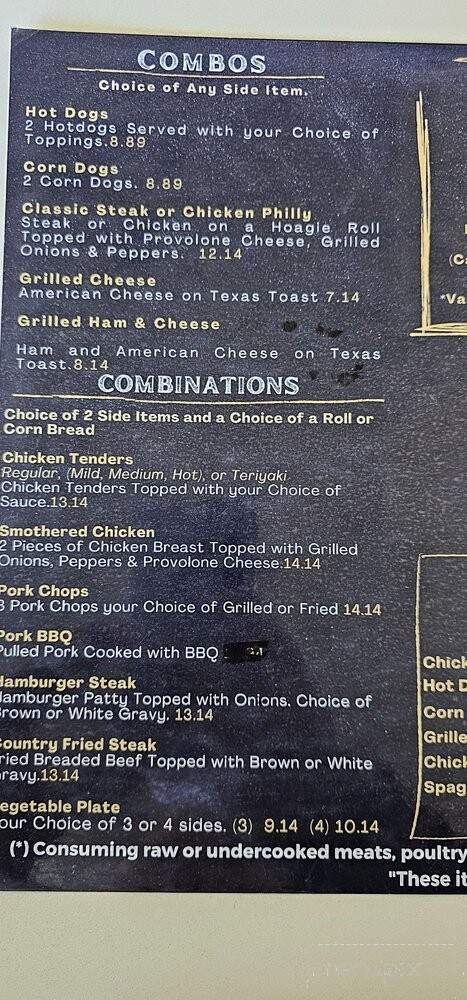 COMBOS
Choice of Any Side Item.
Hot Dogs
2 Hotdogs Served with your Choice of
Toppings.8.89
Corn Dogs
2 Corn Dogs. 8.89
Classic Steak or Chicken Philly
Steak or Chicken on a Hoagie Roll
Topped with Provolone Cheese, Grilled
Onions & Peppers. 12.14
Grilled Cheese
American Cheese on Texas Toast 7.14
Grilled Ham & Cheese
Ham and American Cheese on Texas
Toast.8.14
COMBINATIONS
Choice of 2 Side Items and a Choice of a Roll or
Corn Bread
Chicken Tenders
Regular, (Mild, Medium, Hot), or Teriyaki
Chicken Tenders Topped with your Choice of
Sauce.13.14
Smothered Chicken
2 Pieces of Chicken Breast Topped with Grilled
Onions, Peppers & Provolone Cheese.14.14
Pork Chops
3 Pork Chops your Choice of Grilled or Fried 14.14
Pork BBQ
Pulled Pork Cooked with BBQ
Hamburger Steak
Hamburger Patty Topped with Onions. Choice of
Brown or White Gravy. 13.14
Country Fried Steak
ried Breaded Beef Topped with Brown or White
ravy.13.14
egetable Plate
our Choice of 3 or 4 sides. (3) 9.14 (4) 10.14
(*) Consuming raw or undercooked meats, poultry
"These it
(Ca
*Va
Chick
Hot D
Corn
Grille
Chick
Spag